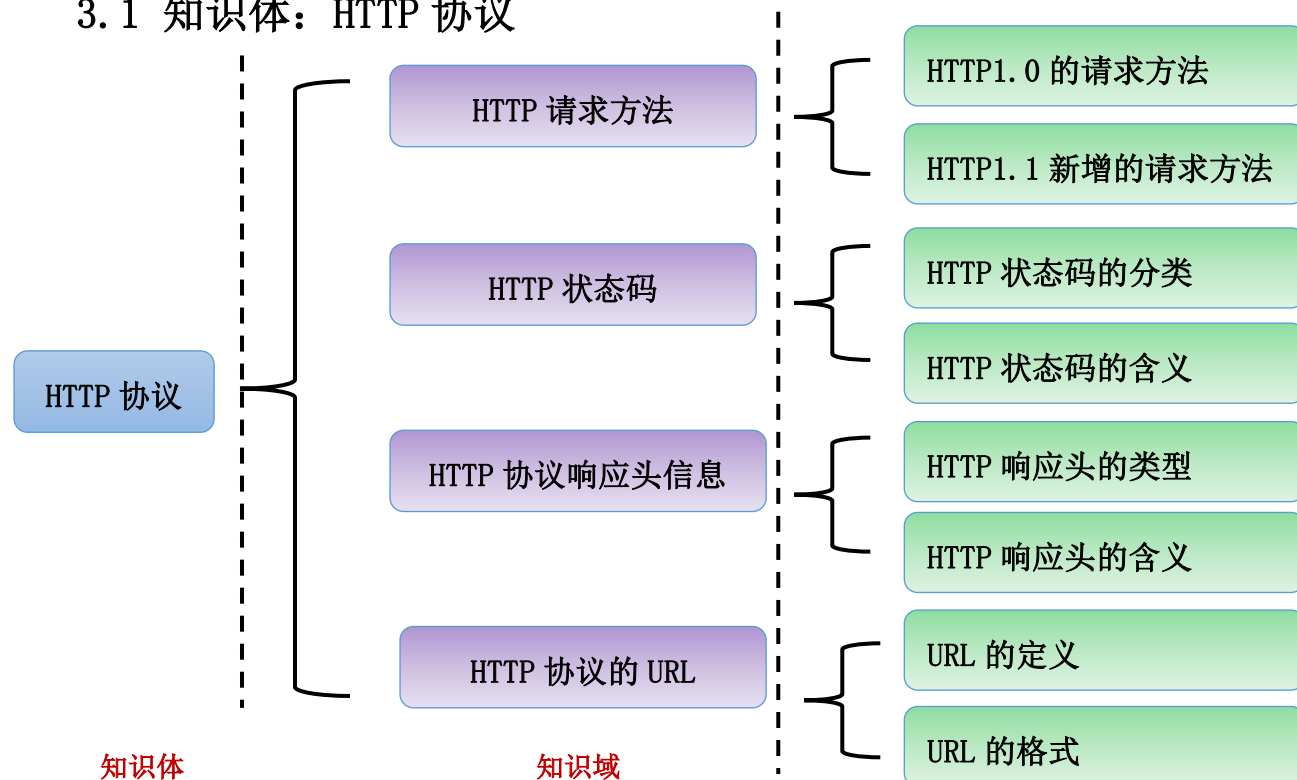 3.1 知识体：HTTP 协议
HTTP 请求方法
HTTP1.0 的请求方法
HTTP1.1 新增的请求方法
HTTP 状态码
HTTP 状态码的分类
HTTP 状态码的含义
HTTP 协议
HTTP 协议响应头信息
HTTP 响应头的类型
HTTP 响应头的含义
HTTP 协议的 URL
URL 的定义
URL 的格式
知识体
知识域